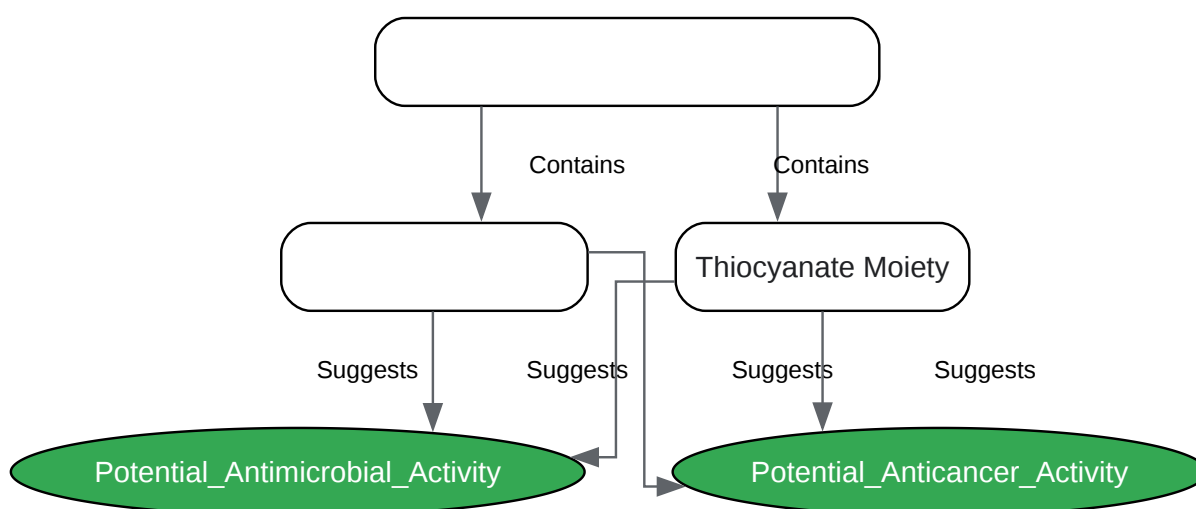 Contains
Contains
Thiocyanate Moiety
Suggests
Suggests
Suggests
Suggests
Potential_Antimicrobial_Activity
Potential_Anticancer_Activity